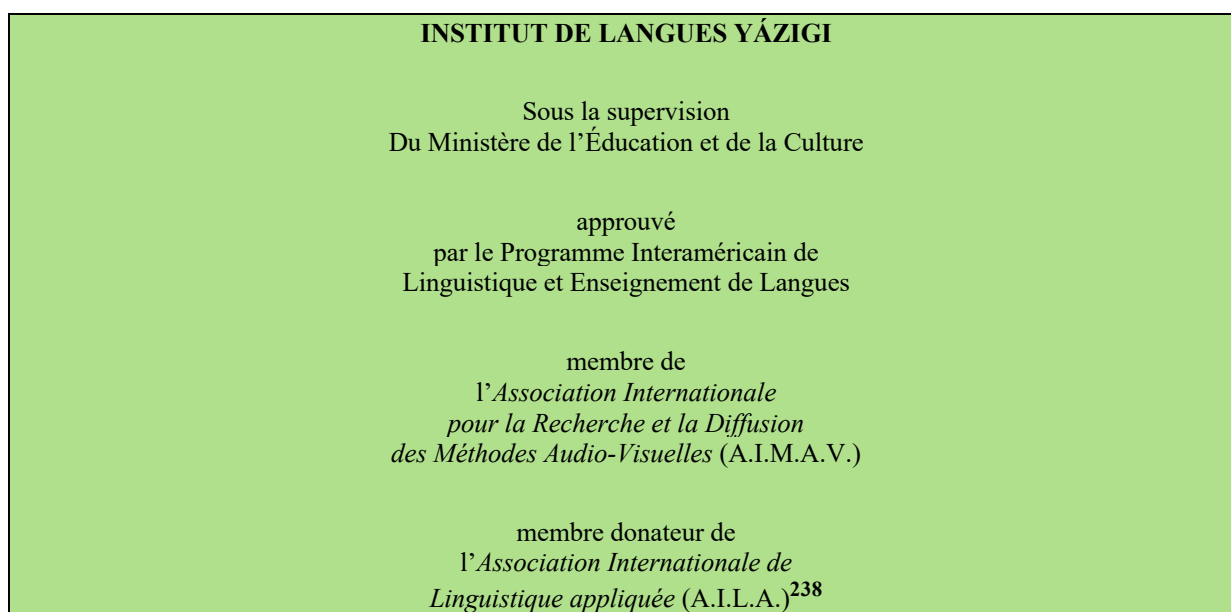 INSTITUT DE LANGUES YÁZIGI
Sous la supervision
Du Ministère de l’Éducation et de la Culture
approuvé
par le Programme Interaméricain de
Linguistique et Enseignement de Langues
membre de
l’Association Internationale
pour la Recherche et la Diffusion
des Méthodes Audio-Visuelles (A.I.M.A.V.)
membre donateur de
l’Association Internationale de
Linguistique appliquée (A.I.L.A.)238